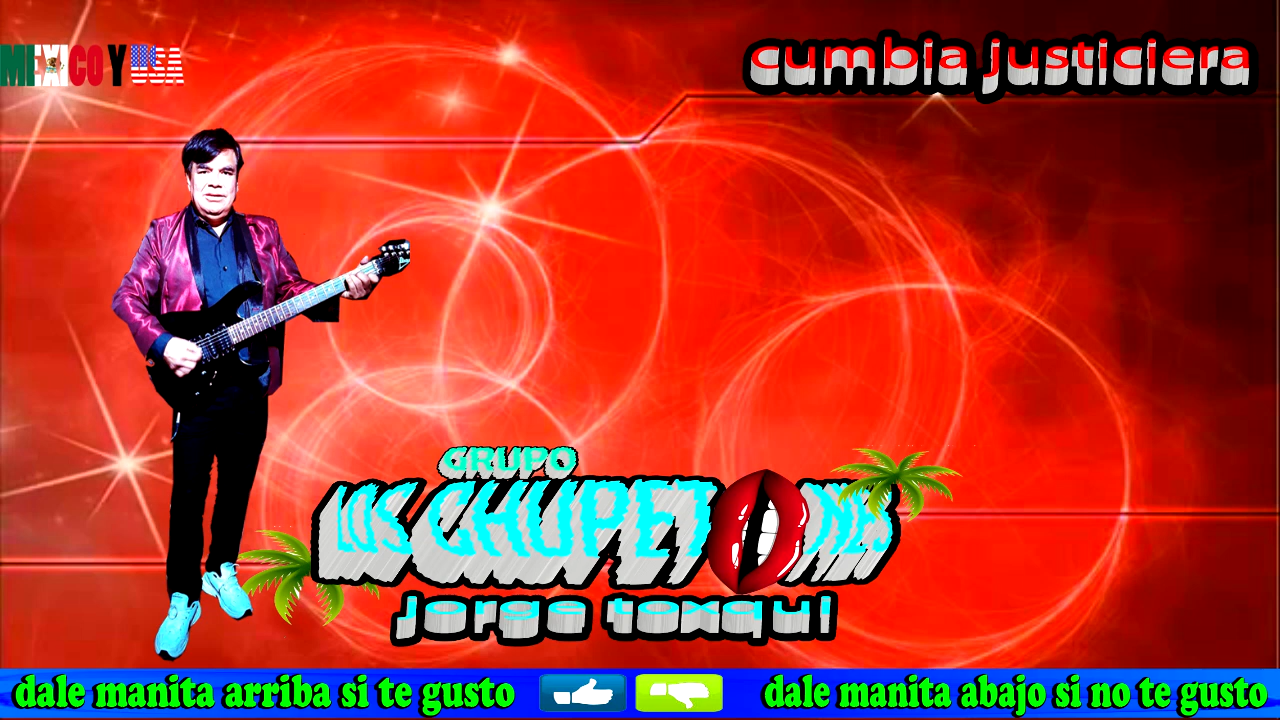 MEXICO Y USA
cumbia justiciera
GRUPO
LOS CHUPETONES
jorge toxqui
dale manita arriba si te gusto
dale manita abajo si no te gusto